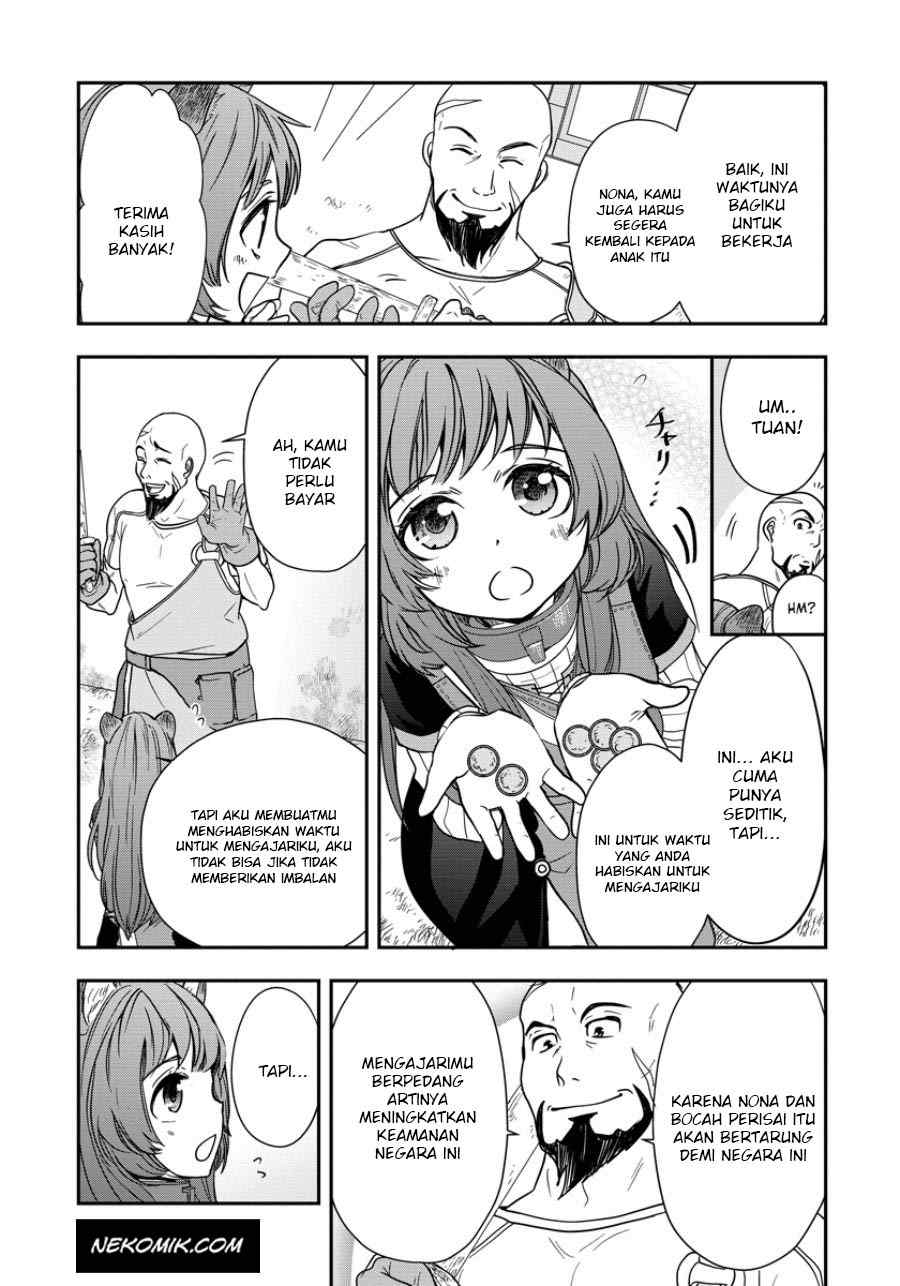 BAIK, INI
WAKTUNYA
BAGIKU
UNTUK
BEKERJA
NONA, KAMU
JUGA HARUS
SEGERA
KEMBALI KEPADA
ANAK ITU
TERIMA
KASIH
BANYAK!
UM..
TUAN!
HM?
チャリ
INI... AKU
CUMA
PUNYA
SEDITIK,
TAPI...
INI UNTUK WAKTU
YANG ANDA
HABISKAN UNTUK
MENGAJARIKU
AH, KAMU
TIDAK
PERLU
BAYAR
TAPI AKU MEMBUATMU
MENGHABISKAN WAKTU
UNTUK MENGAJARIKU, AKU
TIDAK BISA JIKA TIDAK
MEMBERIKAN IMBALAN
KARENA NONA DAN
BOCAH PERISAI ITU
AKAN BERTARUNG
DEMI NEGARA INI
MENGAJARIMU
BERPEDANG
ARTINYA
MENINGKATKAN
KEAMANAN
NEGARA INI
TAPI...
NEKOMIK.COM